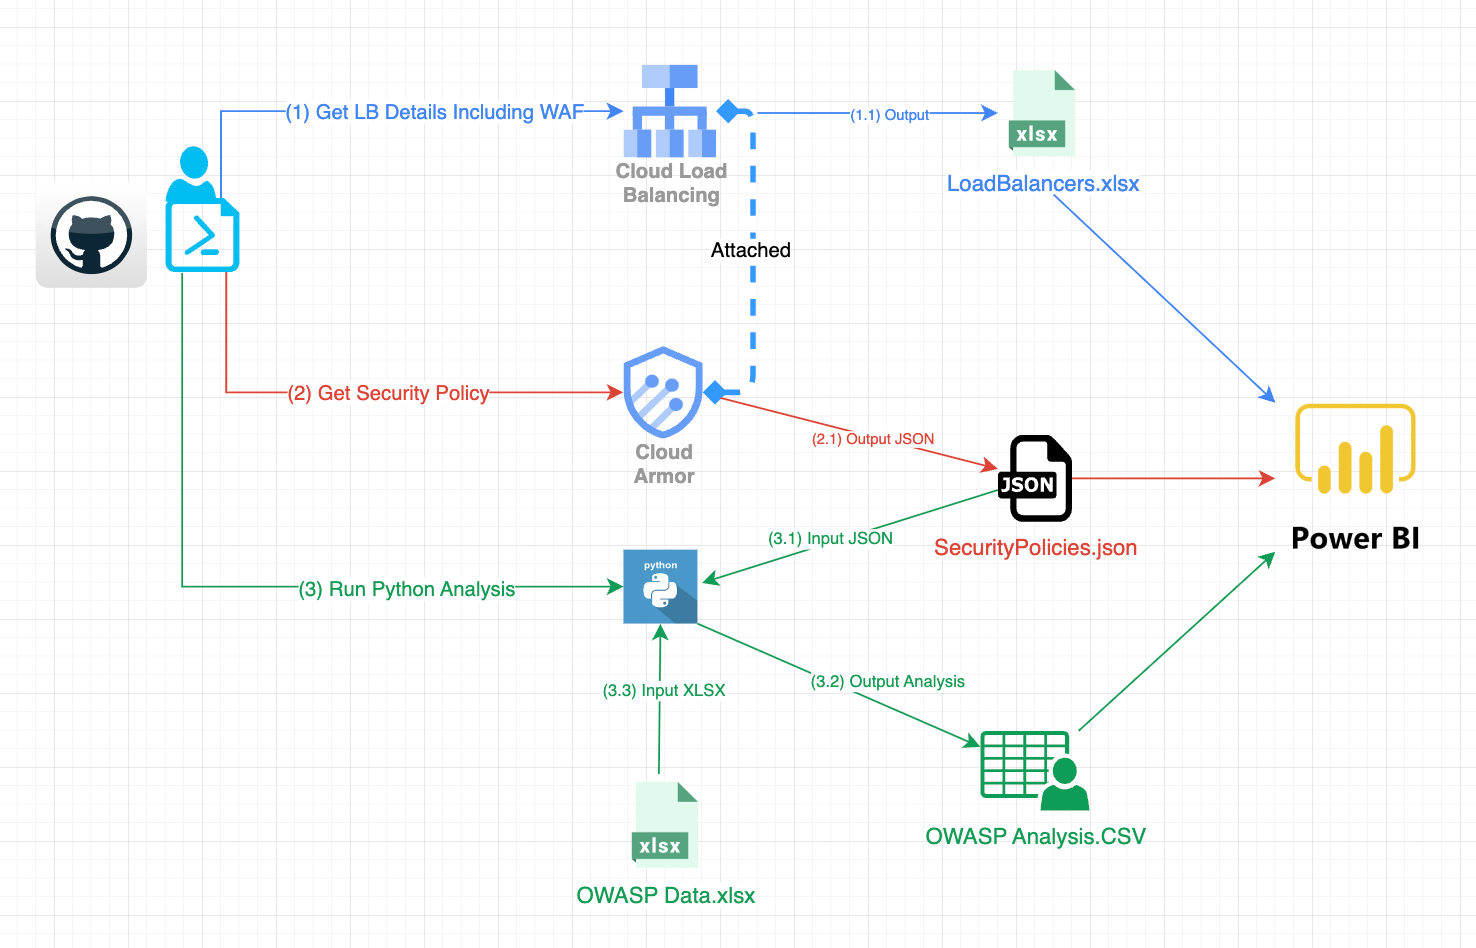 (1) Get LB Details Including WAF
(1.1) Output
xlsx
Cloud Load
Balancing
LoadBalancers.xlsx
Attached
(2) Get Security Policy
(2.1) Output JSON
Cloud
Armor
JSON
SecurityPolicies.json
Power BI
(3.1) Input JSON
python
(3) Run Python Analysis
(3.2) Output Analysis
(3.3) Input XLSX
xlsx
OWASP Analysis.CSV
OWASP Data.xlsx